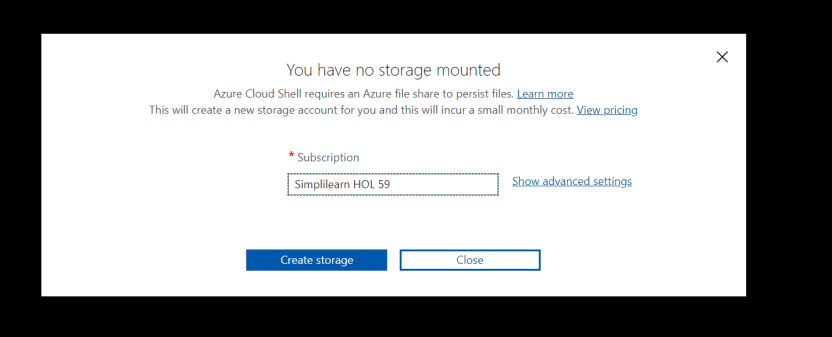 You have no storage mounted
Azure Cloud Shell requires an Azure file share to persist files. Learn more
This will create a new storage account for you and this will incur a small monthly cost. View pricing
* Subscription
Simplilearn HOL 59
Show advanced settings
Create storage
Close